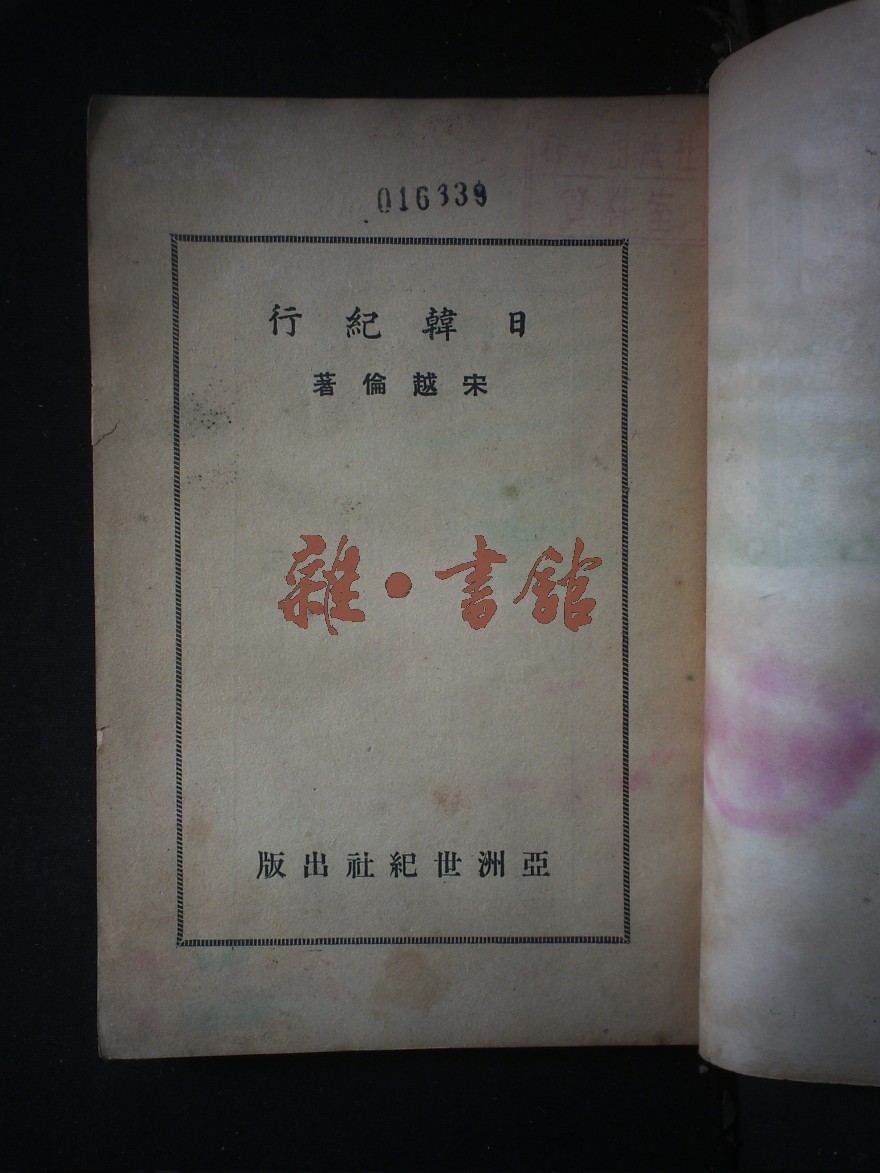 016339
日韓紀行
宋越倫著
雜·書舘
亞洲世紀社出版